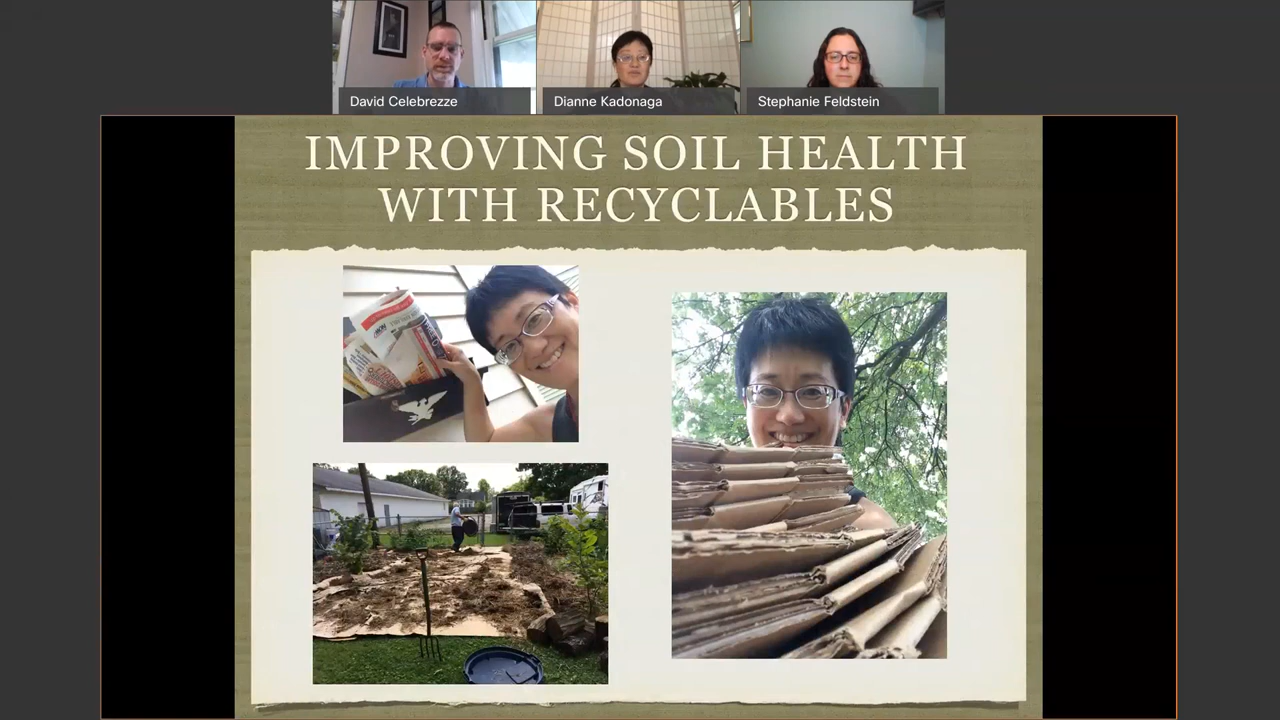 David Celebrezze
Dianne Kadonaga
Stephanie Feldstein
IMPROVING SOIL HEALTH
WITH RECYCLABLES